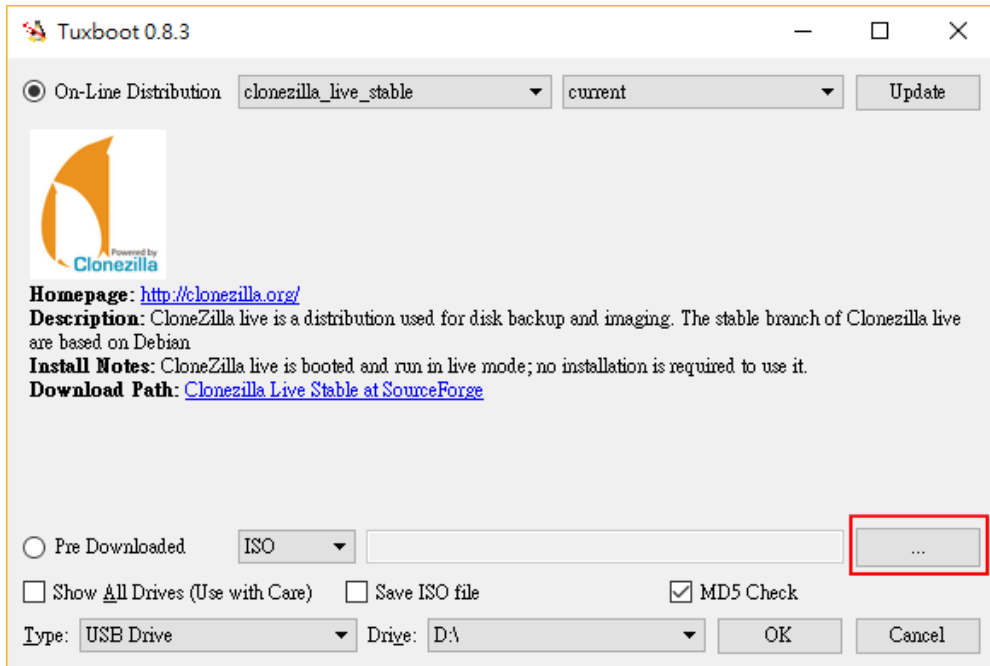 Tuxboot 0.8.3
On-Line Distribution clonezilla_live_stable current Update
Powered by
Clonezilla
Homepage: http://clonezilla.org/
Description: CloneZilla live is a distribution used for disk backup and imaging. The stable branch of Clonezilla live
are based on Debian
Install Notes: CloneZilla live is booted and run in live mode; no installation is required to use it.
Download Path: Clonezilla Live Stable at SourceForge
Pre Downloaded ISO ...
Show All Drives (Use with Care) Save ISO file MD5 Check
Type: USB Drive Drive: D:\ OK Cancel